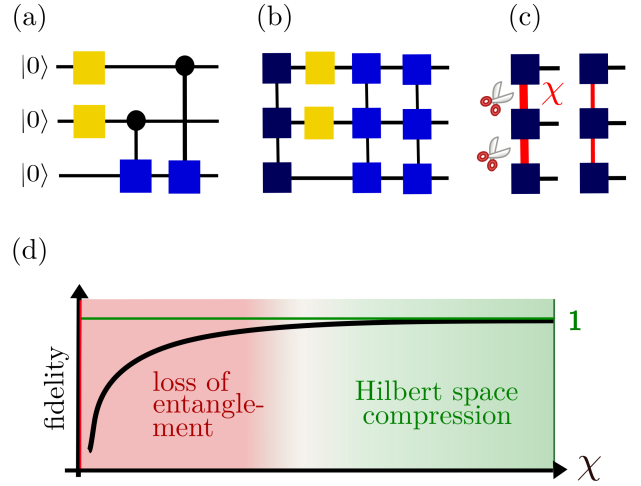 (a) (b) (c)
|0⟩
|0⟩
|0⟩
χ
(d)
fidelity
1
loss of
entangle-
ment
Hilbert space
compression
χ